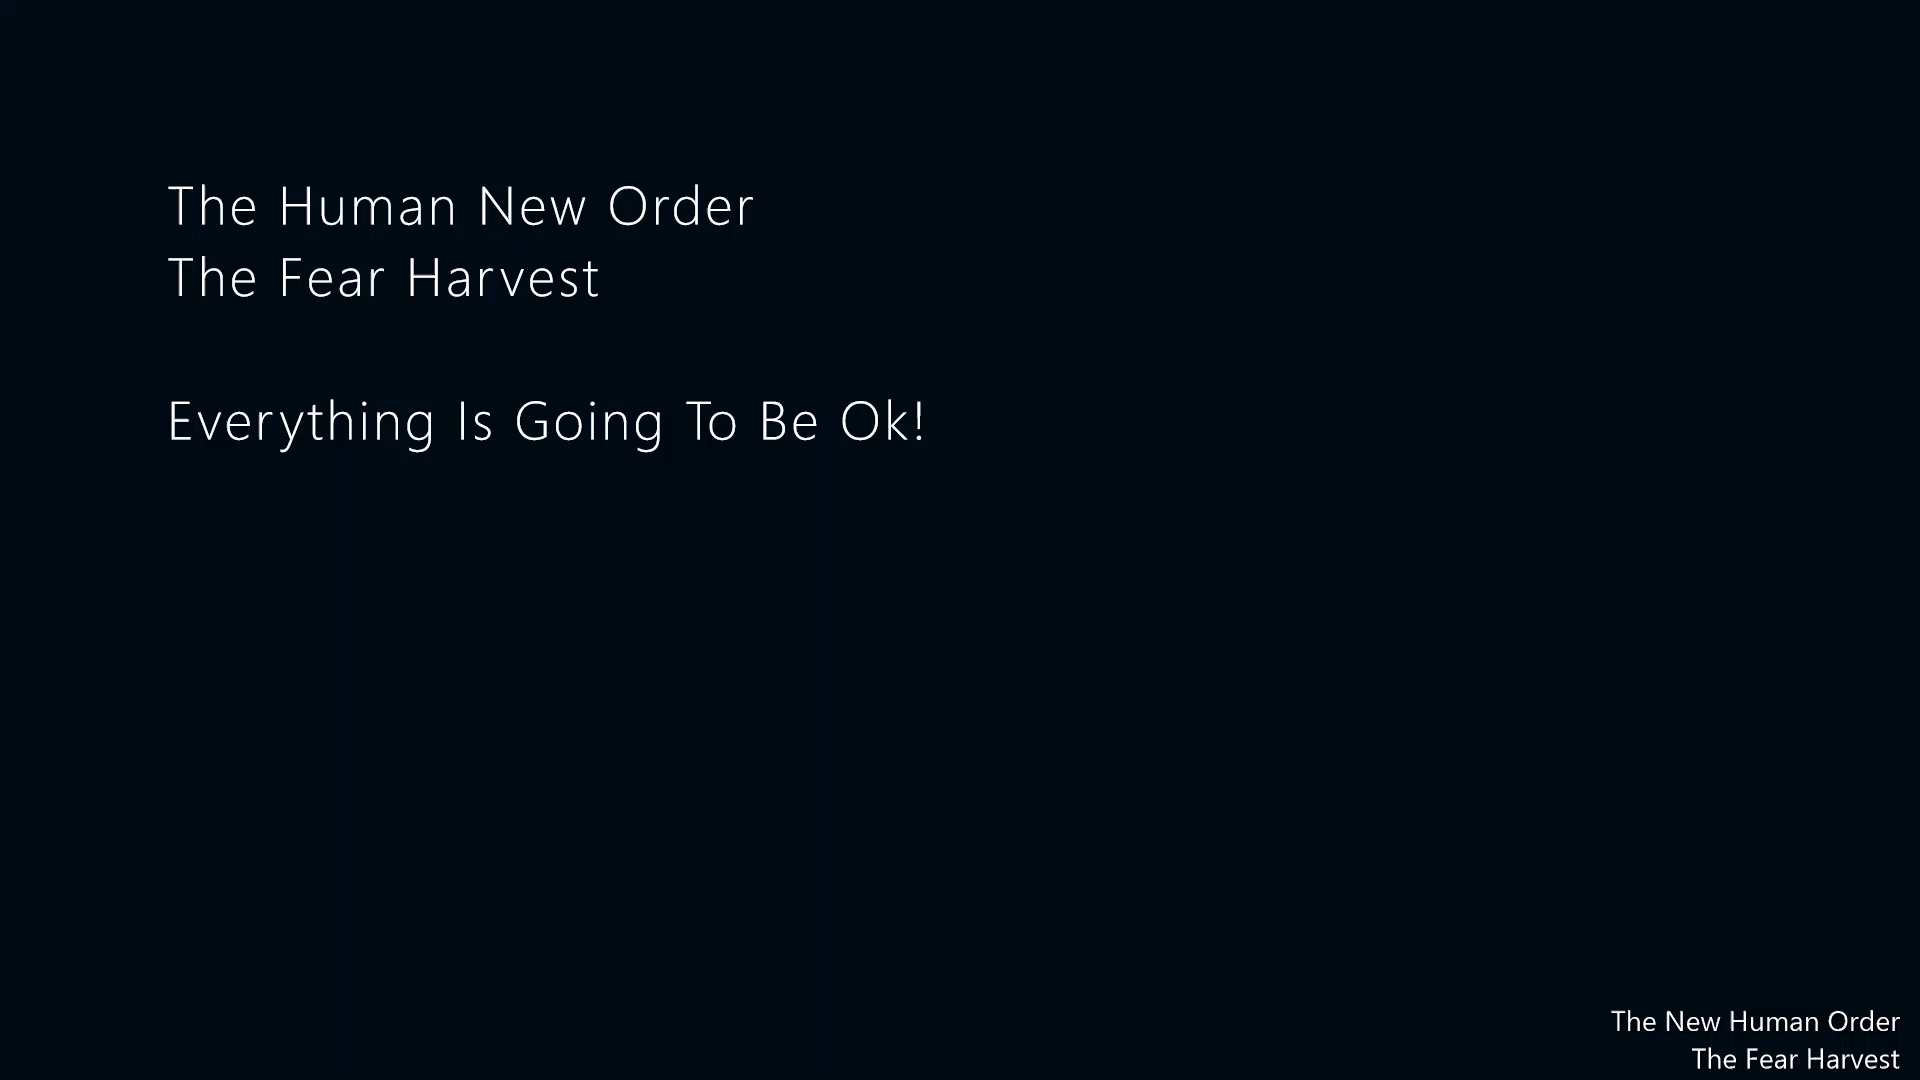 The Human New Order
The Fear Harvest
Everything Is Going To Be Ok!
The New Human Order
The Fear Harvest